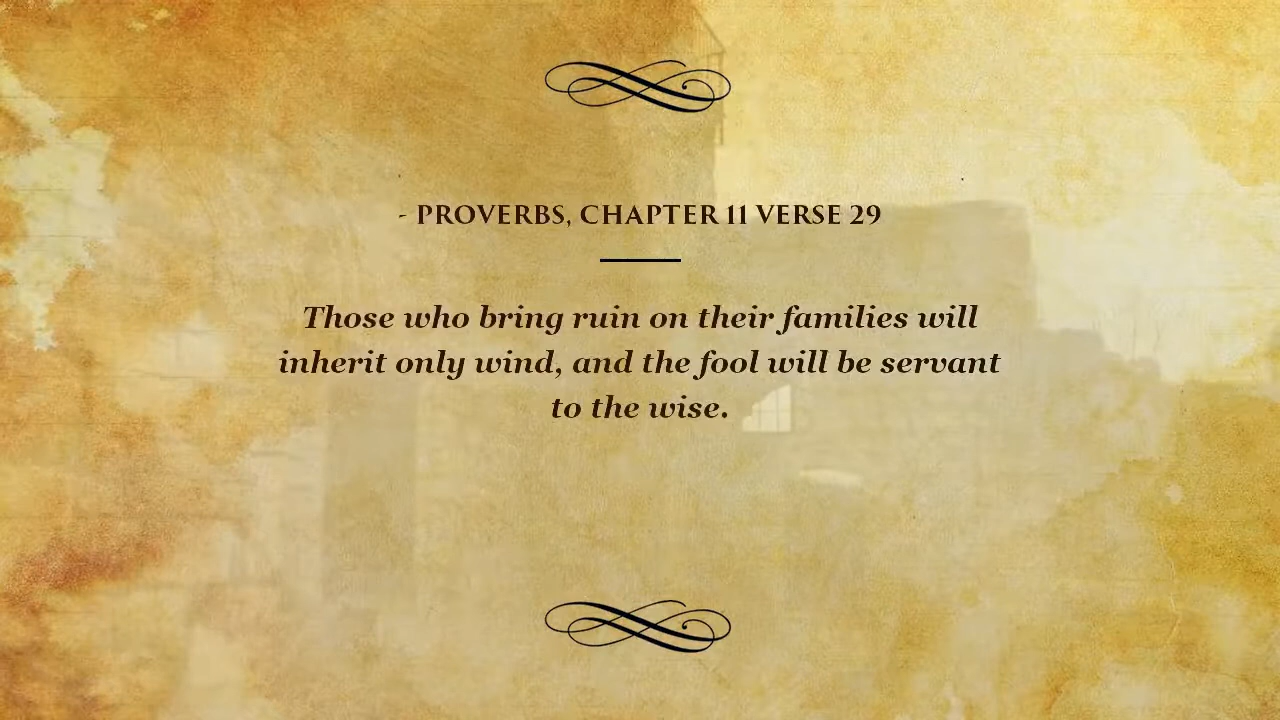 - PROVERBS, CHAPTER 11 VERSE 29
Those who bring ruin on their families will
inherit only wind, and the fool will be servant
to the wise.